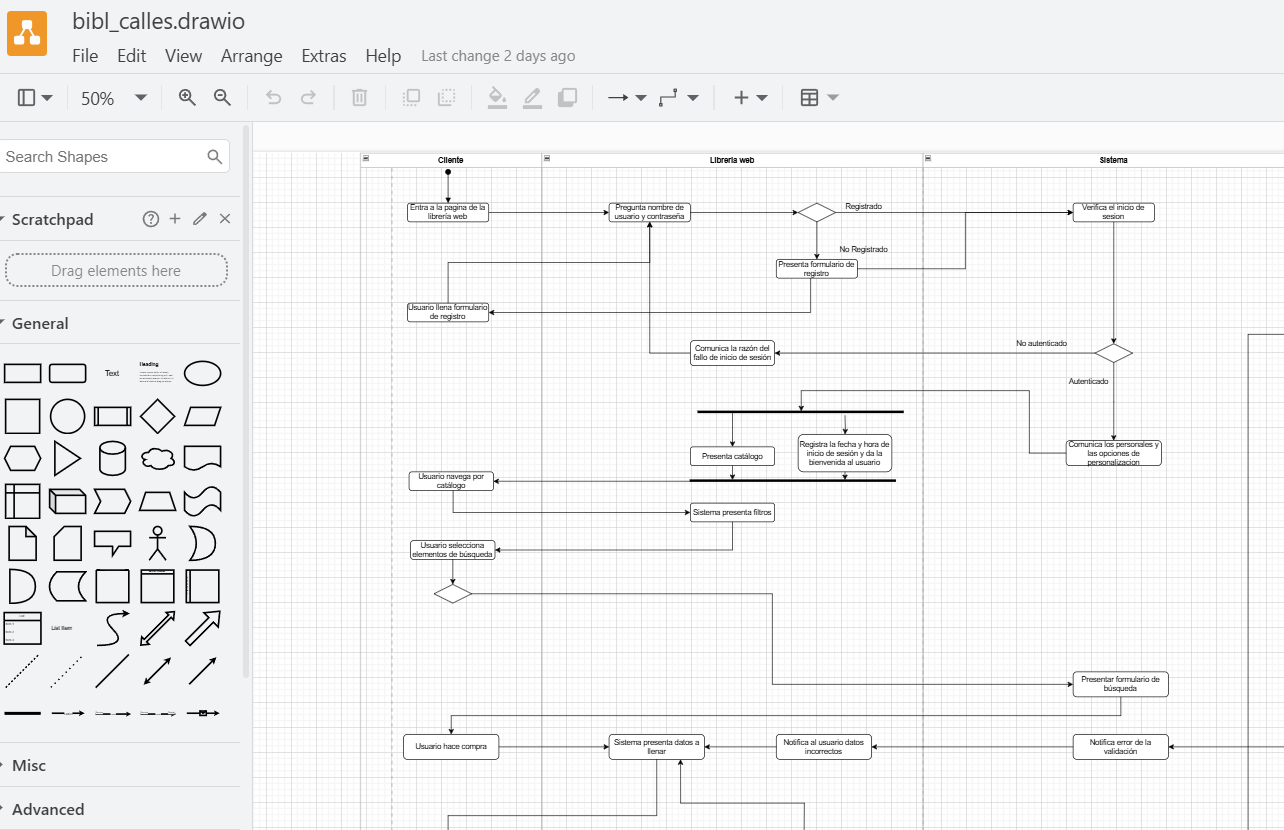 bibl_calles.drawio
File Edit View Arrange Extras Help Last change 2 days ago
50%
Search Shapes
Scratchpad
Drag elements here
General
Text
Heading
List Item
Misc
Advanced
Cliente
Libreria web
Sistema
Entra a la pagina de la
librería web
Pregunta nombre de
usuario y contraseña
Registrado
Verifica el inicio de
sesion
No Registrado
Presenta formulario de
registro
Usuario llena formulario
de registro
Comunica la razón del
fallo de inicio de sesión
No autenticado
Autenticado
Presenta catálogo
Registra la fecha y hora de
inicio de sesión y da la
bienvenida al usuario
Comunica los personales y
las opciones de
personalizacion
Usuario navega por
catálogo
Sistema presenta filtros
Usuario selecciona
elementos de búsqueda
Presentar formulario de
búsqueda
Usuario hace compra
Sistema presenta datos a
llenar
Notifica al usuario datos
incorrectos
Notifica error de la
validación